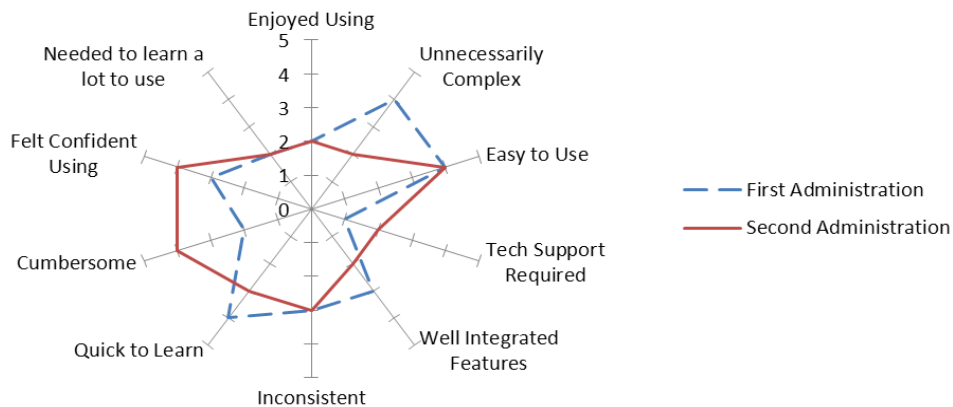 Enjoyed Using
5
4
3
2
1
0
Unnecessarily
Complex
Easy to Use
Tech Support
Required
Well Integrated
Features
Inconsistent
Quick to Learn
Cumbersome
Felt Confident
Using
Needed to learn a
lot to use
First Administration
Second Administration